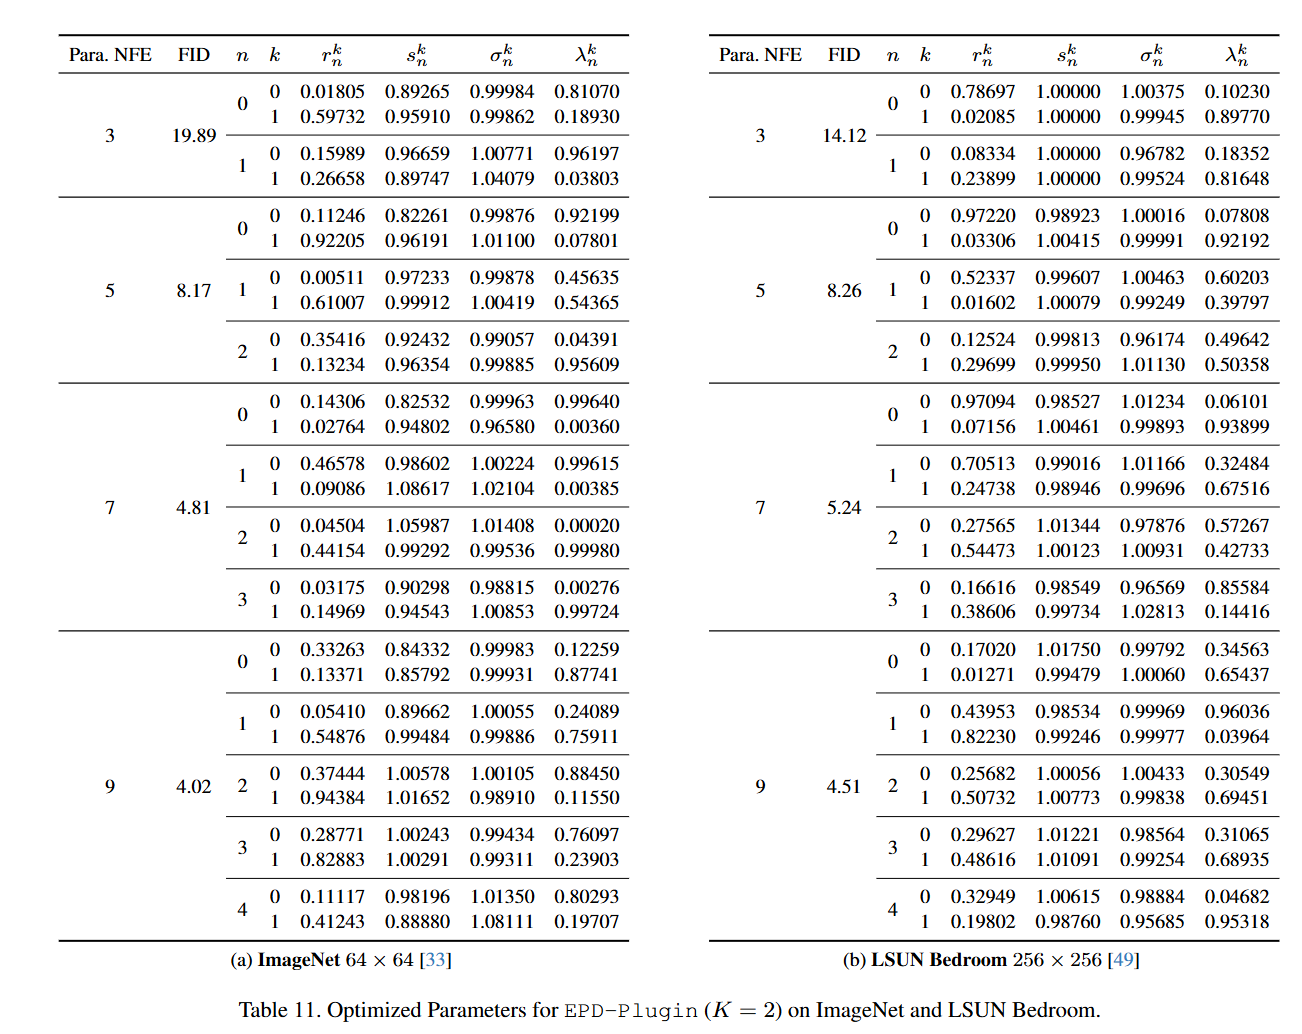 Para. NFE FID n k r_n^k s_n^k σ_n^k λ_n^k
3 19.89
0
0 0.01805 0.89265 0.99984 0.81070
1 0.59732 0.95910 0.99862 0.18930
1
0 0.15989 0.96659 1.00771 0.96197
1 0.26658 0.89747 1.04079 0.03803
5 8.17
0
0 0.11246 0.82261 0.99876 0.92199
1 0.92205 0.96191 1.01100 0.07801
1
0 0.00511 0.97233 0.99878 0.45635
1 0.61007 0.99912 1.00419 0.54365
2
0 0.35416 0.92432 0.99057 0.04391
1 0.13234 0.96354 0.99885 0.95609
7 4.81
0
0 0.14306 0.82532 0.99963 0.99640
1 0.02764 0.94802 0.96580 0.00360
1
0 0.46578 0.98602 1.00224 0.99615
1 0.09086 1.08617 1.02104 0.00385
2
0 0.04504 1.05987 1.01408 0.00020
1 0.44154 0.99292 0.99536 0.99980
3
0 0.03175 0.90298 0.98815 0.00276
1 0.14969 0.94543 1.00853 0.99724
9 4.02
0
0 0.33263 0.84332 0.99983 0.12259
1 0.13371 0.85792 0.99931 0.87741
1
0 0.05410 0.89662 1.00055 0.24089
1 0.54876 0.99484 0.99886 0.75911
2
0 0.37444 1.00578 1.00105 0.88450
1 0.94384 1.01652 0.98910 0.11550
3
0 0.28771 1.00243 0.99434 0.76097
1 0.82883 1.00291 0.99311 0.23903
4
0 0.11117 0.98196 1.01350 0.80293
1 0.41243 0.88880 1.08111 0.19707
(a) ImageNet 64 × 64 [33]
Para. NFE FID n k r_n^k s_n^k σ_n^k λ_n^k
3 14.12
0
0 0.78697 1.00000 1.00375 0.10230
1 0.02085 1.00000 0.99945 0.89770
1
0 0.08334 1.00000 0.96782 0.18352
1 0.23899 1.00000 0.99524 0.81648
5 8.26
0
0 0.97220 0.98923 1.00016 0.07808
1 0.03306 1.00415 0.99991 0.92192
1
0 0.52337 0.99607 1.00463 0.60203
1 0.01602 1.00079 0.99249 0.39797
2
0 0.12524 0.99813 0.96174 0.49642
1 0.29699 0.99950 1.01130 0.50358
7 5.24
0
0 0.97094 0.98527 1.01234 0.06101
1 0.07156 1.00461 0.99893 0.93899
1
0 0.70513 0.99016 1.01166 0.32484
1 0.24738 0.98946 0.99696 0.67516
2
0 0.27565 1.01344 0.97876 0.57267
1 0.54473 1.00123 1.00931 0.42733
3
0 0.16616 0.98549 0.96569 0.85584
1 0.38606 0.99734 1.02813 0.14416
9 4.51
0
0 0.17020 1.01750 0.99792 0.34563
1 0.01271 0.99479 1.00060 0.65437
1
0 0.43953 0.98534 0.99969 0.96036
1 0.82230 0.99246 0.99977 0.03964
2
0 0.25682 1.00056 1.00433 0.30549
1 0.50732 1.00773 0.99838 0.69451
3
0 0.29627 1.01221 0.98564 0.31065
1 0.48616 1.01091 0.99254 0.68935
4
0 0.32949 1.00615 0.98884 0.04682
1 0.19802 0.98760 0.95685 0.95318
(b) LSUN Bedroom 256 × 256 [49]
Table 11. Optimized Parameters for EPD-Plugin (K = 2) on ImageNet and LSUN Bedroom.